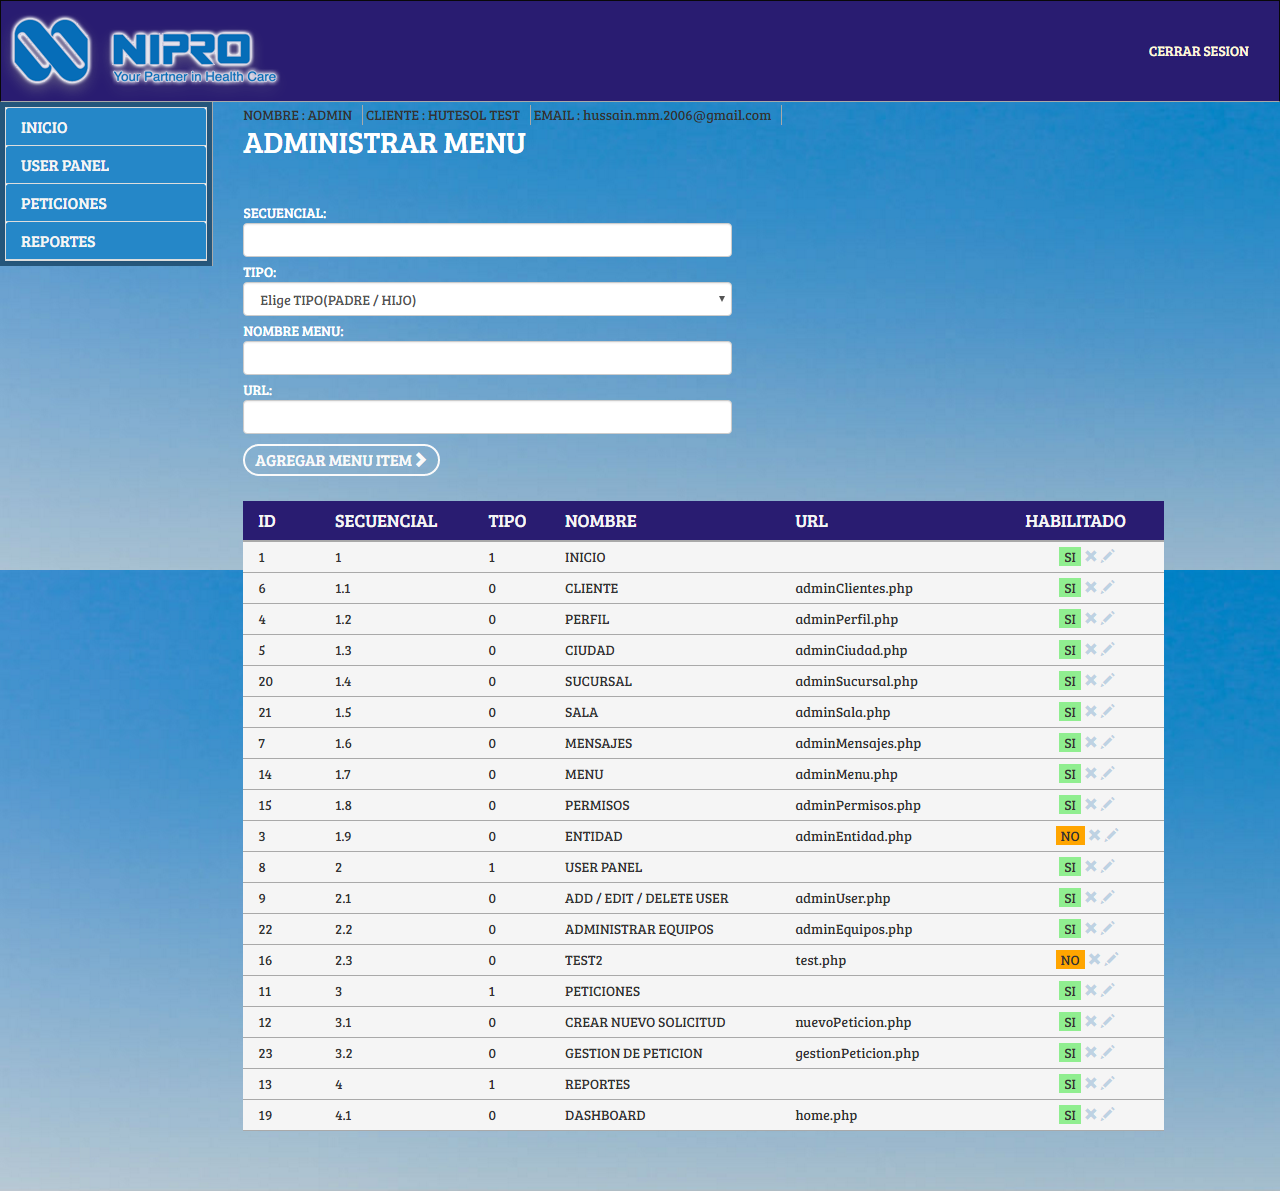 NIPRO
Your Partner in Health Care
CERRAR SESION
INICIO
USER PANEL
PETICIONES
REPORTES
NOMBRE : ADMIN CLIENTE : HUTESOL TEST EMAIL : hussain.mm.2006@gmail.com
ADMINISTRAR MENU
SECUENCIAL:
TIPO:
Elige TIPO(PADRE / HIJO)
NOMBRE MENU:
URL:
AGREGAR MENU ITEM
ID SECUENCIAL TIPO NOMBRE URL HABILITADO
1 1 1 INICIO SI
6 1.1 0 CLIENTE adminClientes.php SI
4 1.2 0 PERFIL adminPerfil.php SI
5 1.3 0 CIUDAD adminCiudad.php SI
20 1.4 0 SUCURSAL adminSucursal.php SI
21 1.5 0 SALA adminSala.php SI
7 1.6 0 MENSAJES adminMensajes.php SI
14 1.7 0 MENU adminMenu.php SI
15 1.8 0 PERMISOS adminPermisos.php SI
3 1.9 0 ENTIDAD adminEntidad.php NO
8 2 1 USER PANEL SI
9 2.1 0 ADD / EDIT / DELETE USER adminUser.php SI
22 2.2 0 ADMINISTRAR EQUIPOS adminEquipos.php SI
16 2.3 0 TEST2 test.php NO
11 3 1 PETICIONES SI
12 3.1 0 CREAR NUEVO SOLICITUD nuevoPeticion.php SI
23 3.2 0 GESTION DE PETICION gestionPeticion.php SI
13 4 1 REPORTES SI
19 4.1 0 DASHBOARD home.php SI